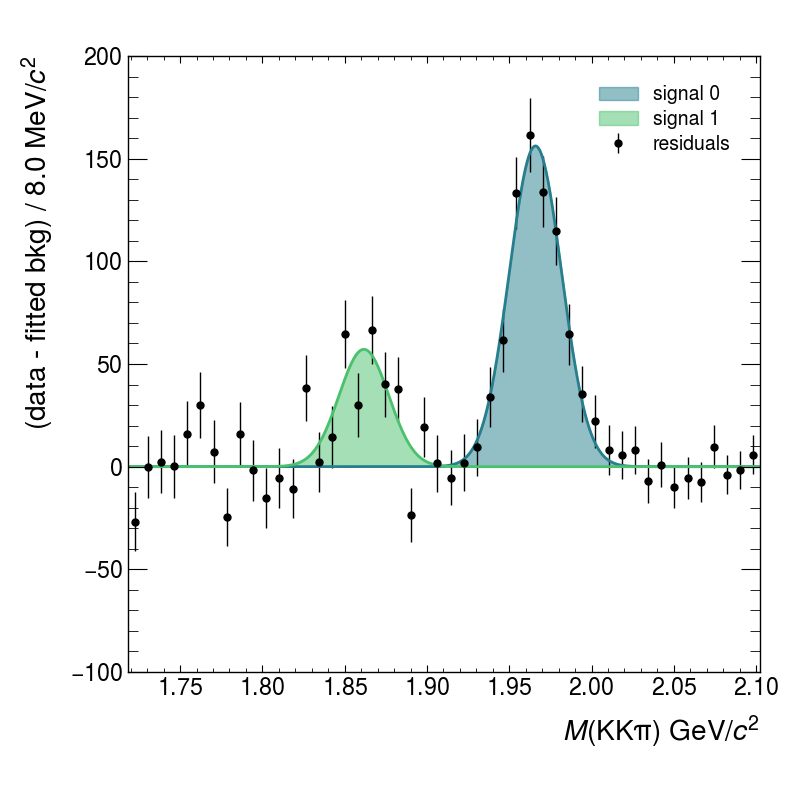 (data - fitted bkg) / 8.0 MeV/c²
200
150
100
50
0
−50
−100
signal 0
signal 1
residuals
1.75 1.80 1.85 1.90 1.95 2.00 2.05 2.10
M(KKπ) GeV/c²